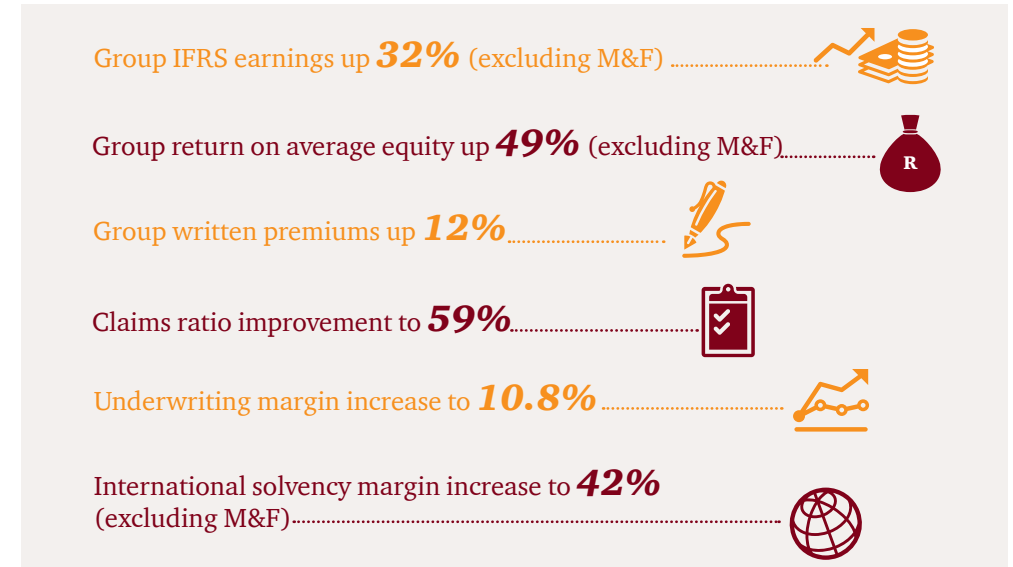 Group IFRS earnings up 32% (excluding M&F)
Group return on average equity up 49% (excluding M&F)
R
Group written premiums up 12%
Claims ratio improvement to 59%
Underwriting margin increase to 10.8%
International solvency margin increase to 42%
(excluding M&F)